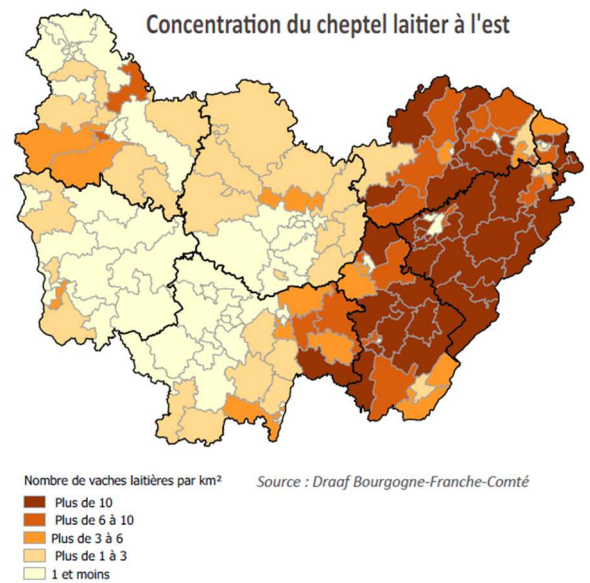 Concentration du cheptel laitier à l'est
Nombre de vaches laitières par km²
Source : Draaf Bourgogne-Franche-Comté
Plus de 10
Plus de 6 à 10
Plus de 3 à 6
Plus de 1 à 3
1 et moins